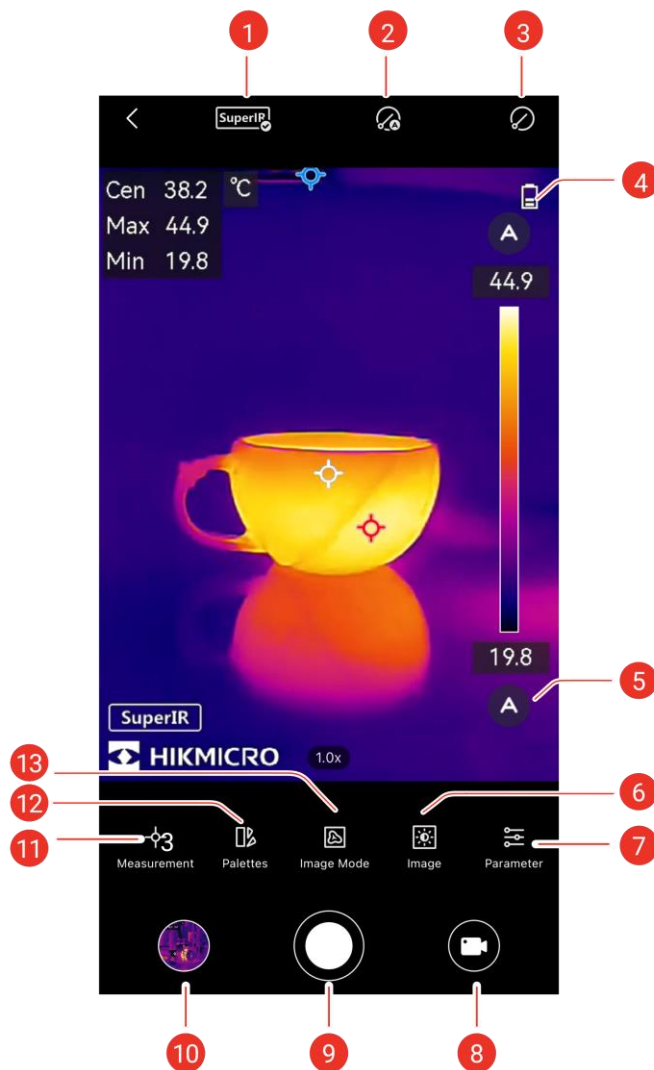 1
2
3
SuperIR
4
Cen 38.2 °C
Max 44.9
Min 19.8
A
44.9
19.8
5
A
SuperIR
HIKMICRO 1.0x
13
12
6
11
3
7
Measurement Palettes Image Mode Image Parameter
10
9
8